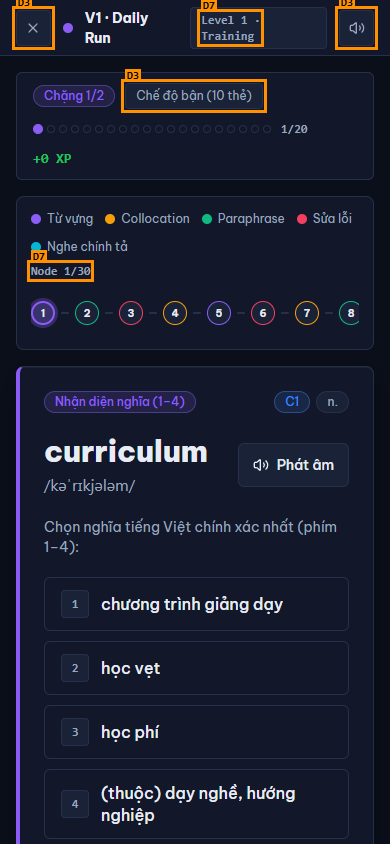 D3
V1 · Daily
Run
D7
Level 1 ·
Training
D3
Chặng 1/2
D3
Chế độ bận (10 thẻ)
1/20
+0 XP
Từ vựng
Collocation
Paraphrase
Sửa lỗi
Nghe chính tả
D7
Node 1/30
1 2 3 4 5 6 7 8
Nhận diện nghĩa (1–4)
C1
n.
curriculum
Phát âm
/kəˈrɪkjələm/
Chọn nghĩa tiếng Việt chính xác nhất (phím
1–4):
1 chương trình giảng dạy
2 học vẹt
3 học phí
4 (thuộc) dạy nghề, hướng
nghiệp